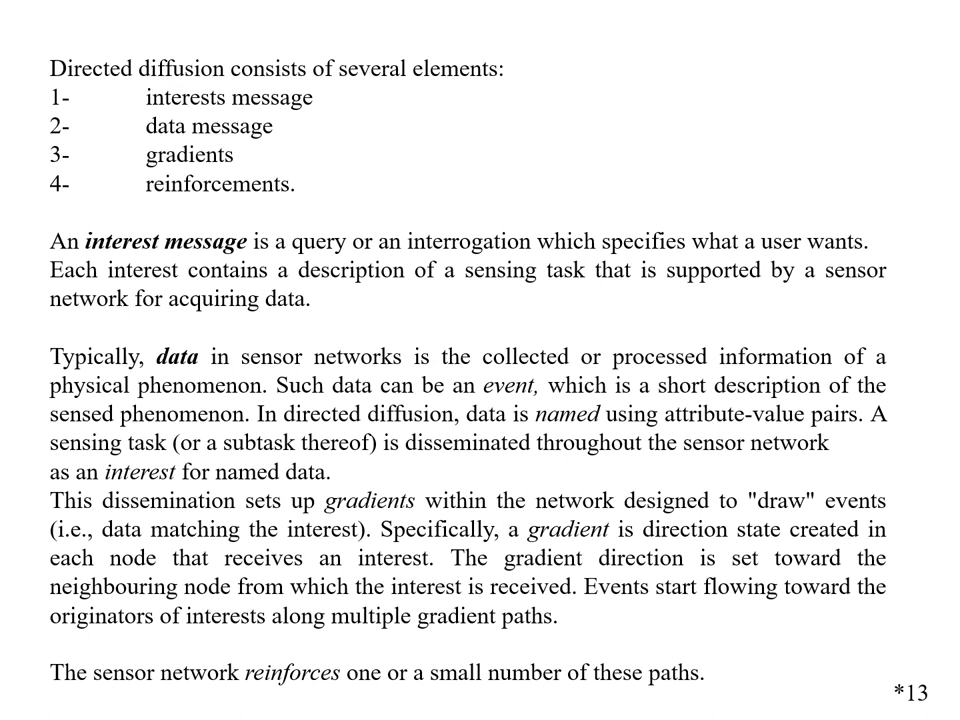 Directed diffusion consists of several elements:
1- interests message
2- data message
3- gradients
4- reinforcements.
An interest message is a query or an interrogation which specifies what a user wants.
Each interest contains a description of a sensing task that is supported by a sensor
network for acquiring data.
Typically, data in sensor networks is the collected or processed information of a
physical phenomenon. Such data can be an event, which is a short description of the
sensed phenomenon. In directed diffusion, data is named using attribute-value pairs. A
sensing task (or a subtask thereof) is disseminated throughout the sensor network
as an interest for named data.
This dissemination sets up gradients within the network designed to "draw" events
(i.e., data matching the interest). Specifically, a gradient is direction state created in
each node that receives an interest. The gradient direction is set toward the
neighbouring node from which the interest is received. Events start flowing toward the
originators of interests along multiple gradient paths.
The sensor network reinforces one or a small number of these paths.
*13